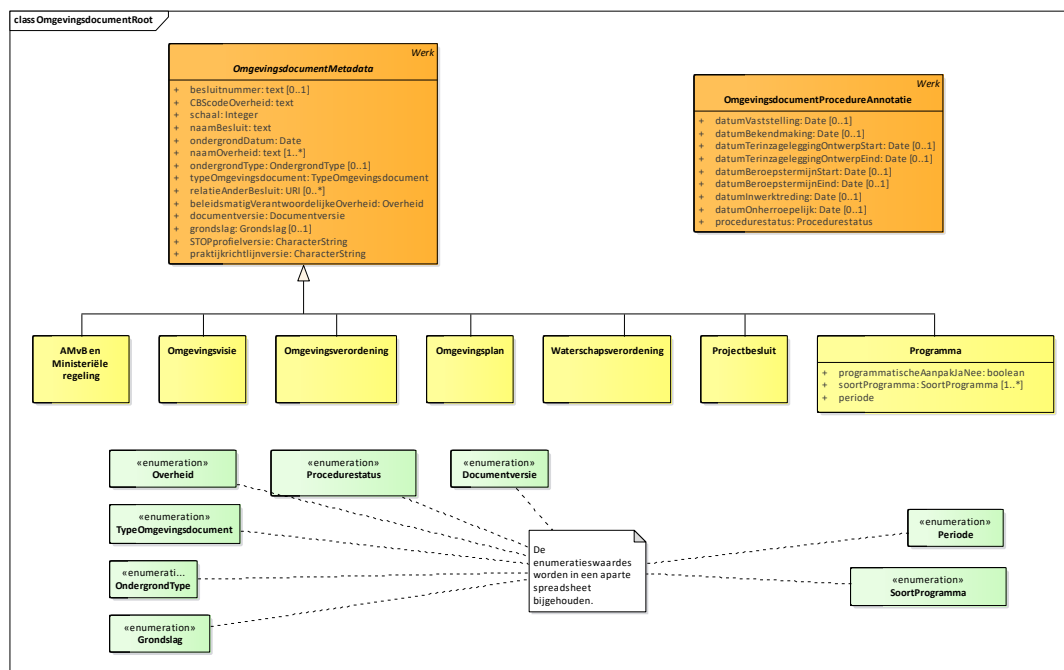 class OmgevingsdocumentRoot
Werk
OmgevingsdocumentMetadata
+ besluitnummer: text [0..1]
+ CBScodeOverheid: text
+ schaal: Integer
+ naamBesluit: text
+ ondergrondDatum: Date
+ naamOverheid: text [1..*]
+ ondergrondType: OndergrondType [0..1]
+ typeOmgevingsdocument: TypeOmgevingsdocument
+ relatieAnderBesluit: URI [0..*]
+ beleidsmatigVerantwoordelijkeOverheid: Overheid
+ documentversie: Documentversie
+ grondslag: Grondslag [0..1]
+ STOPprofielversie: CharacterString
+ praktijkrichtlijnversie: CharacterString
Werk
OmgevingsdocumentProcedureAnnotatie
+ datumVaststelling: Date [0..1]
+ datumBekendmaking: Date [0..1]
+ datumTerinzageleggingOntwerpStart: Date [0..1]
+ datumTerinzageleggingOntwerpEind: Date [0..1]
+ datumBeroepstermijnStart: Date [0..1]
+ datumBeroepstermijnEind: Date [0..1]
+ datumInwerktreding: Date [0..1]
+ datumOnherroepelijk: Date [0..1]
+ procedurestatus: Procedurestatus
AMvB en
Ministeriële
regeling
Omgevingsvisie
Omgevingsverordening
Omgevingsplan
Waterschapsverordening
Projectbesluit
Programma
+ programmatischeAanpakJaNee: boolean
+ soortProgramma: SoortProgramma [1..*]
+ periode
«enumeration»
Overheid
«enumeration»
Procedurestatus
«enumeration»
Documentversie
«enumeration»
TypeOmgevingsdocument
«enumerati...
OndergrondType
«enumeration»
Grondslag
De
enumeratieswaardes
worden in een aparte
spreadsheet
bijgehouden.
«enumeration»
Periode
«enumeration»
SoortProgramma